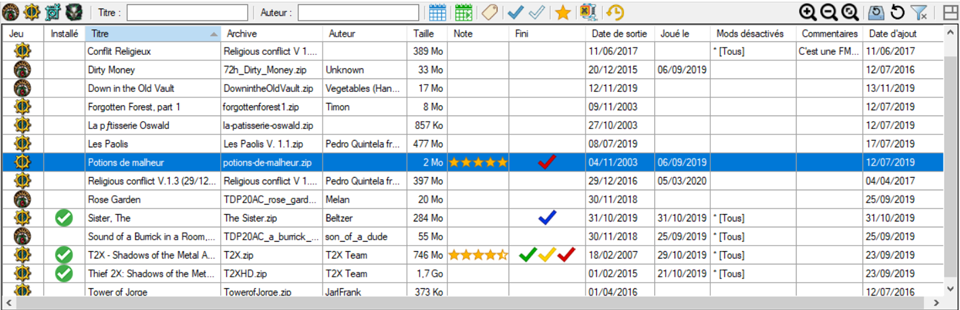 Titre : Auteur :
Jeu Installé Titre Archive Auteur Taille Note Fini Date de sortie Joué le Mods désactivés Commentaires Date d'ajout
Conflit Religieux Religious conflict V 1.... 389 Mo 11/06/2017 * [Tous] C'est une FM... 11/06/2017
Dirty Money 72h_Dirty_Money.zip Unknown 33 Mo 20/12/2015 06/09/2019 12/07/2016
Down in the Old Vault DownintheOldVault.zip Vegetables (Han... 17 Mo 12/11/2019 13/11/2019
Forgotten Forest, part 1 forgottenforest1.zip Timon 8 Mo 09/11/2003 12/07/2019
La pƒtisserie Oswald la-patisserie-oswald.zip 857 Ko 27/10/2003 12/07/2019
Les Paolis Les Paolis V. 1.1.zip Pedro Quintela fr... 477 Mo 08/07/2019 17/07/2019
Potions de malheur potions-de-malheur.zip 2 Mo 04/11/2003 06/09/2019 12/07/2019
Religious conflict V.1.3 (29/12... Religious conflict V 1.... Pedro Quintela fr... 397 Mo 29/12/2016 05/03/2020 04/04/2017
Rose Garden TDP20AC_rose_gard... Melan 20 Mo 30/11/2018 25/09/2019
Sister, The The Sister.zip Beltzer 284 Mo 31/10/2019 31/10/2019 * [Tous] 31/10/2019
Sound of a Burrick in a Room,... TDP20AC_a_burrick_... son_of_a_dude 55 Mo 30/11/2018 25/09/2019 * [Tous] 25/09/2019
T2X - Shadows of the Metal A... T2X.zip T2X Team 746 Mo 18/02/2007 29/10/2019 * [Tous] 23/09/2019
Thief 2X: Shadows of the Met... T2XHD.zip T2X Team 1,7 Go 01/02/2015 21/10/2019 * [Tous] 23/09/2019
Tower of Jorge TowerofJorge.zip JarlFrank 373 Ko 01/04/2016 12/07/2016